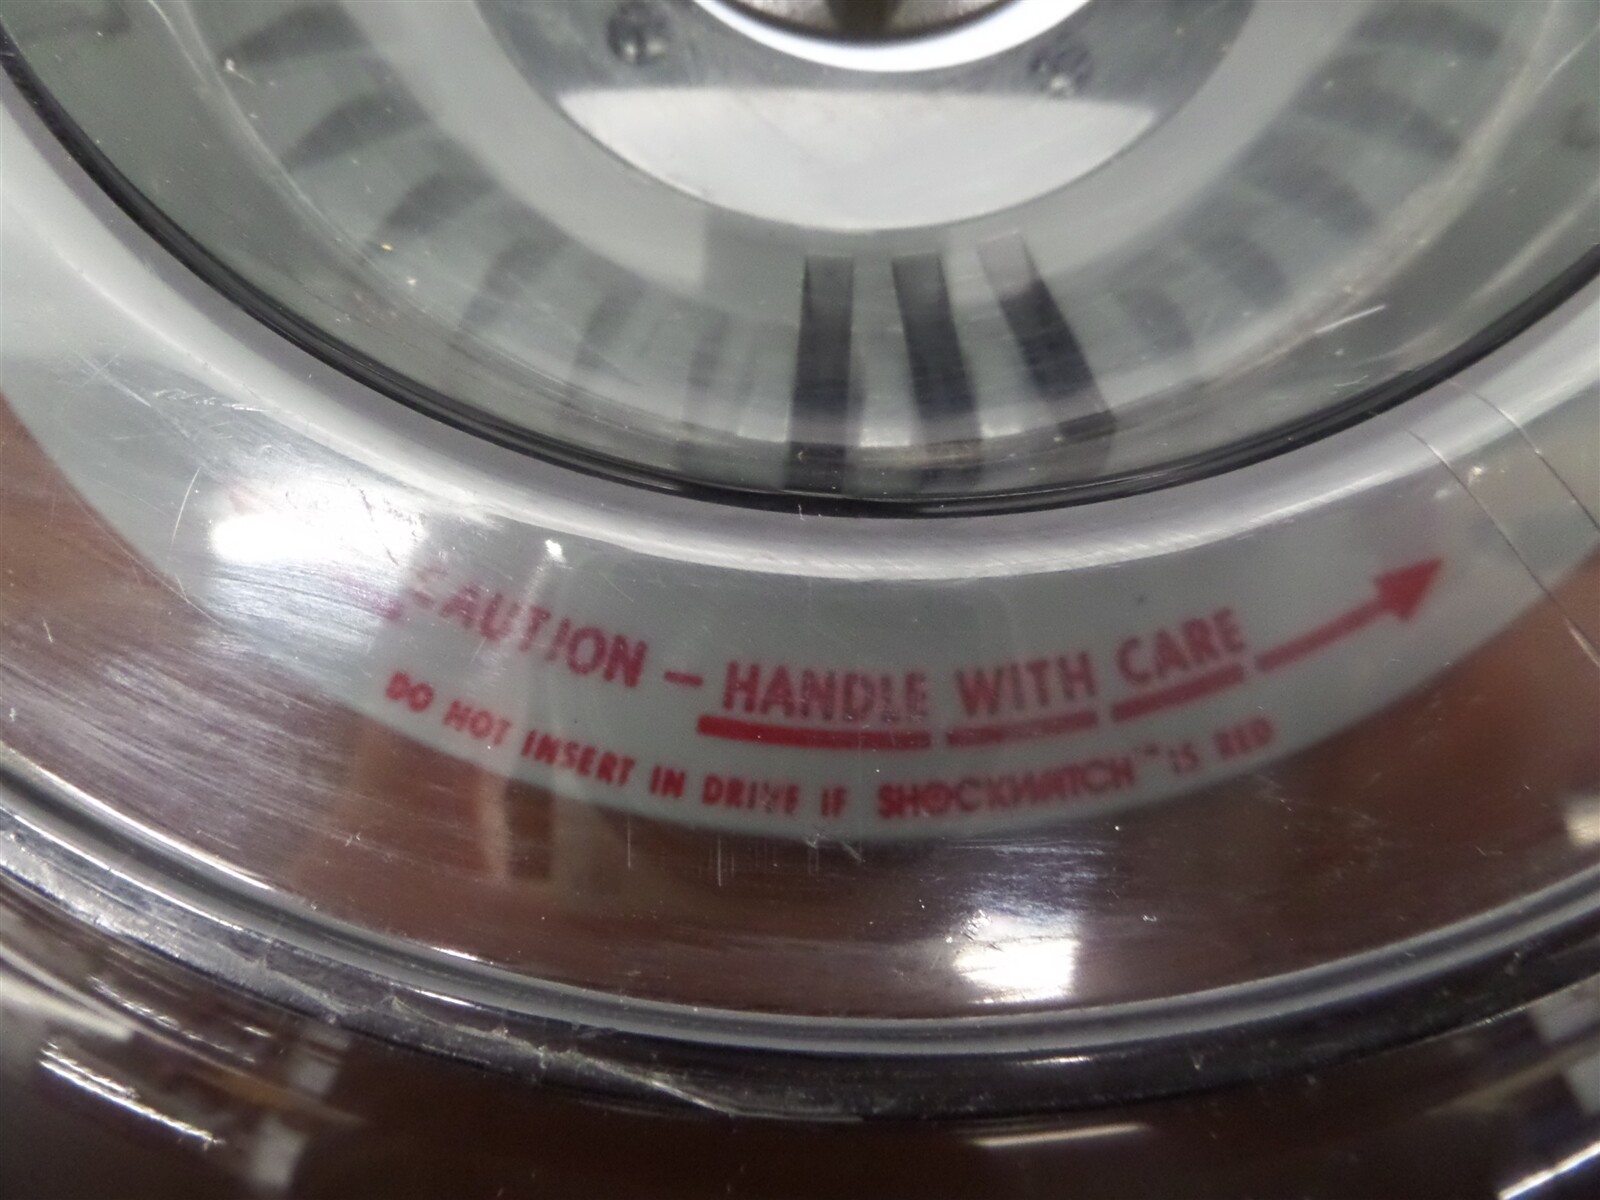 CAUTION - HANDLE WITH CARE
DO NOT INSERT IN DRIVE IF SHOCKWATCH™ IS RED